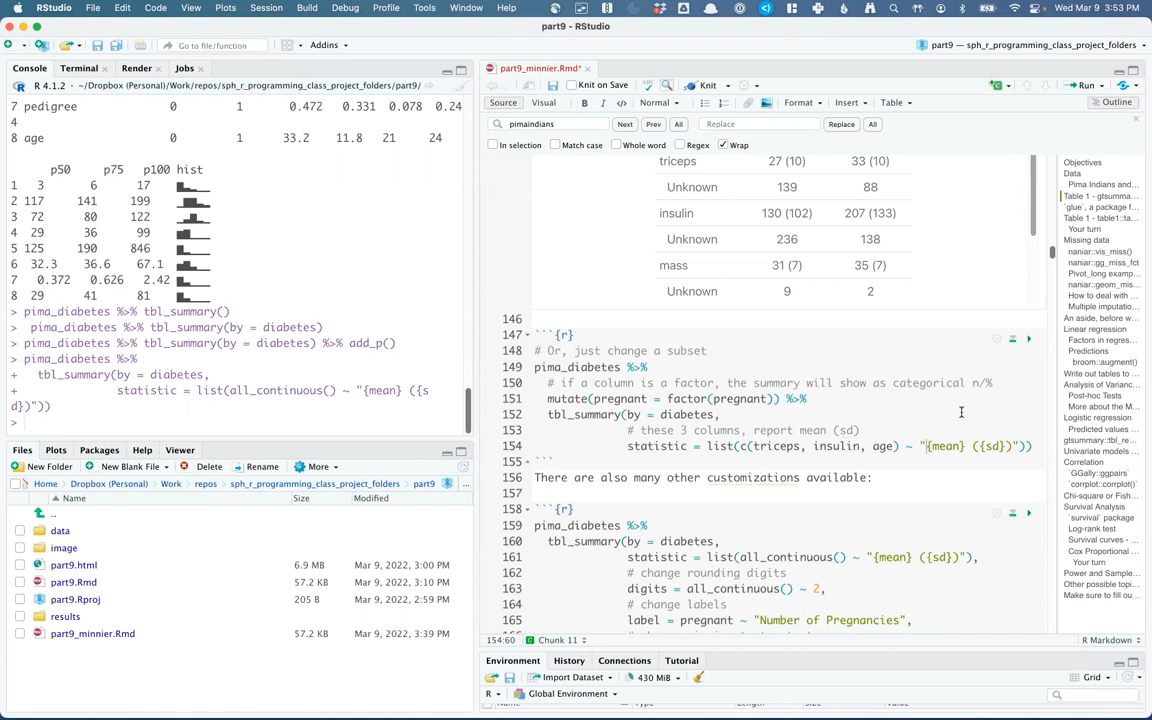 RStudio File Edit Code View Plots Session Build Debug Profile Tools Window Help Wed Mar 9 3:53 PM
part9 - RStudio
Go to file/function Addins part9 — sph_r_programming_class_project_folders
Console Terminal Render Jobs
R 4.1.2 · ~/Dropbox (Personal)/Work/repos/sph_r_programming_class_project_folders/part9/
7 pedigree 0 1 0.472 0.331 0.078 0.24
4
8 age 0 1 33.2 11.8 21 24
p50 p75 p100 hist
1 3 6 17
2 117 141 199
3 72 80 122
4 29 36 99
5 125 190 846
6 32.3 36.6 67.1
7 0.372 0.626 2.42
8 29 41 81
> pima_diabetes %>% tbl_summary()
> pima_diabetes %>% tbl_summary(by = diabetes)
> pima_diabetes %>% tbl_summary(by = diabetes) %>% add_p()
> pima_diabetes %>%
+ tbl_summary(by = diabetes,
+ statistic = list(all_continuous() ~ "{mean} ({s
d})"))
>
Files Plots Packages Help Viewer
New Folder New Blank File Delete Rename More
Home Dropbox (Personal) Work repos sph_r_programming_class_project_folders part9 ...
Name Size Modified
..
data
image
part9.html 6.9 MB Mar 9, 2022, 3:00 PM
part9.Rmd 57.2 KB Mar 9, 2022, 3:10 PM
part9.Rproj 205 B Mar 9, 2022, 2:59 PM
results
part9_minnier.Rmd 57.2 KB Mar 9, 2022, 3:39 PM
part9_minnier.Rmd*
Knit on Save Knit Run
Source Visual B I </> Normal Format Insert Table Outline
pimaindians Next Prev All Replace Replace All
In selection Match case Whole word Regex Wrap
triceps 27 (10) 33 (10)
Unknown 139 88
insulin 130 (102) 207 (133)
Unknown 236 138
mass 31 (7) 35 (7)
Unknown 9 2
146
147 ```{r}
148 # Or, just change a subset
149 pima_diabetes %>%
150 # if a column is a factor, the summary will show as categorical n/%
151 mutate(pregnant = factor(pregnant)) %>%
152 tbl_summary(by = diabetes,
153 # these 3 columns, report mean (sd)
154 statistic = list(c(triceps, insulin, age) ~ "{mean} ({sd})"))
155 ```
156 There are also many other customizations available:
157
158 ```{r}
159 pima_diabetes %>%
160 tbl_summary(by = diabetes,
161 statistic = list(all_continuous() ~ "{mean} ({sd})"),
162 # change rounding digits
163 digits = all_continuous() ~ 2,
164 # change labels
165 label = pregnant ~ "Number of Pregnancies",
154:60 Chunk 11 R Markdown
Objectives
Data
Pima Indians and...
Table 1 - gtsumma...
`glue`, a package f...
Table 1 - table1::ta...
Your turn
Missing data
naniar::vis_miss()
naniar::gg_miss_fct
Pivot_long examp...
naniar::geom_mis...
How to deal with ...
Multiple imputatio...
An aside, before w...
Linear regression
Factors in regres...
Predictions
broom::augment()
Write out tables to ...
Analysis of Varianc...
Post-hoc Tests
More about the M...
Logistic regression
Predicted values ...
gtsummary::tbl_re...
Univariate models ...
Correlation
`GGally::ggpairs`
`corrplot::corrplot()`
Chi-square or Fish...
Survival Analysis
`survival` package
Log-rank test
Survival curves - ...
Cox Proportional ...
Your turn
Power and Sample...
Other possible topi...
Make sure to fill ou...
Environment History Connections Tutorial
Import Dataset 430 MiB Grid
R Global Environment